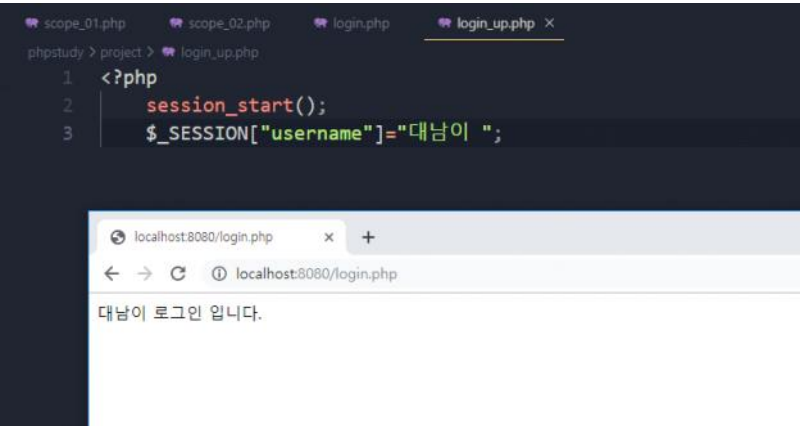 scope_01.php scope_02.php login.php login_up.php ×
phpstudy > project > login_up.php
1 <?php
2 session_start();
3 $_SESSION["username"]="대남이 ";
localhost:8080/login.php × +
localhost:8080/login.php
대남이 로그인 입니다.